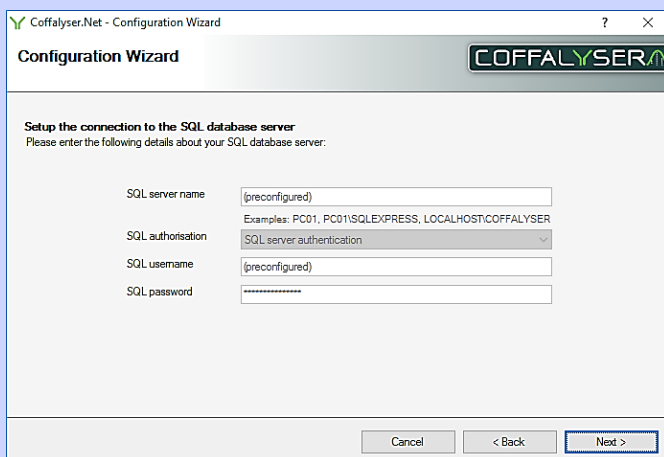 Coffalyser.Net - Configuration Wizard
Configuration Wizard
COFFALYSER
Setup the connection to the SQL database server
Please enter the following details about your SQL database server:
SQL server name (preconfigured)
Examples: PC01, PC01\SQLEXPRESS, LOCALHOST\COFFALYSER
SQL authorisation SQL server authentication
SQL username (preconfigured)
SQL password ***************
Cancel < Back Next >